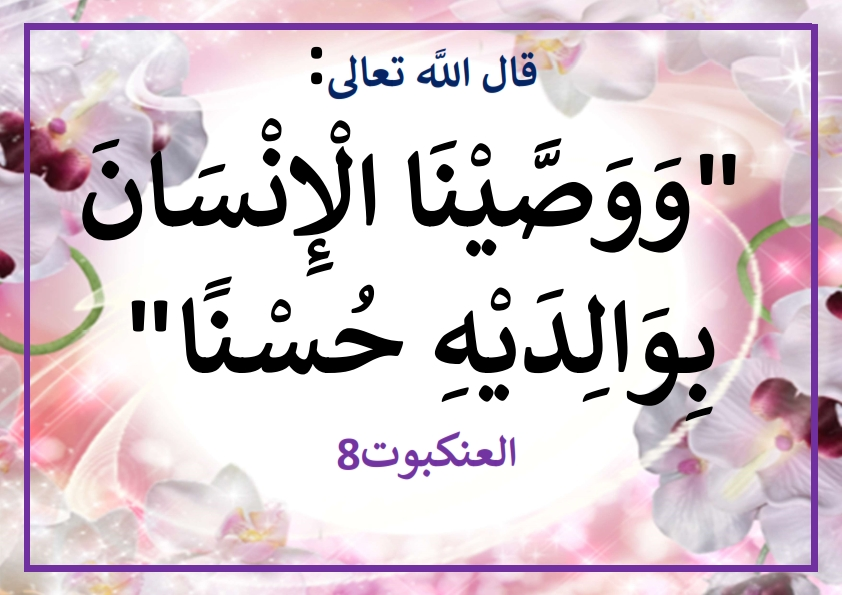 قال الله تعالى:
"وَوَصَّيْنَا الْإِنْسَانَ
بِوَالِدَيْهِ حُسْنًا"
العنكبوت8